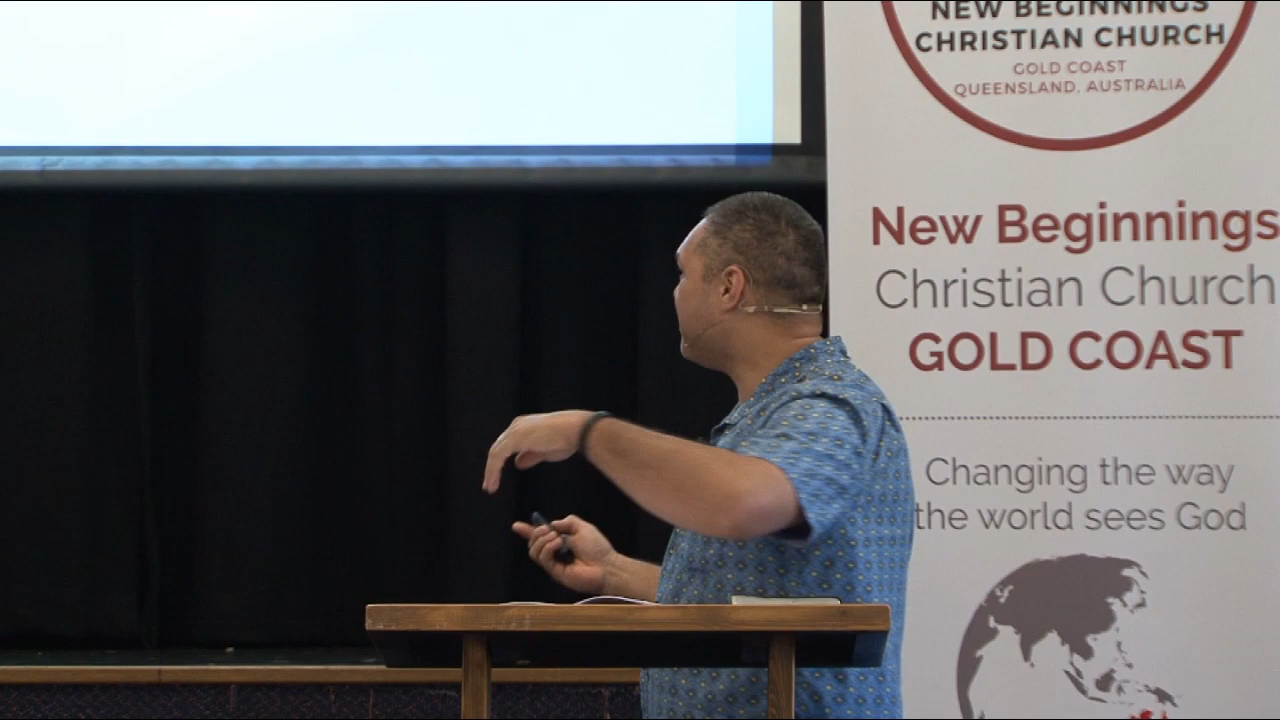 NEW BEGINNINGS
CHRISTIAN CHURCH
GOLD COAST
QUEENSLAND, AUSTRALIA
New Beginnings
Christian Church
GOLD COAST
Changing the way
the world sees God